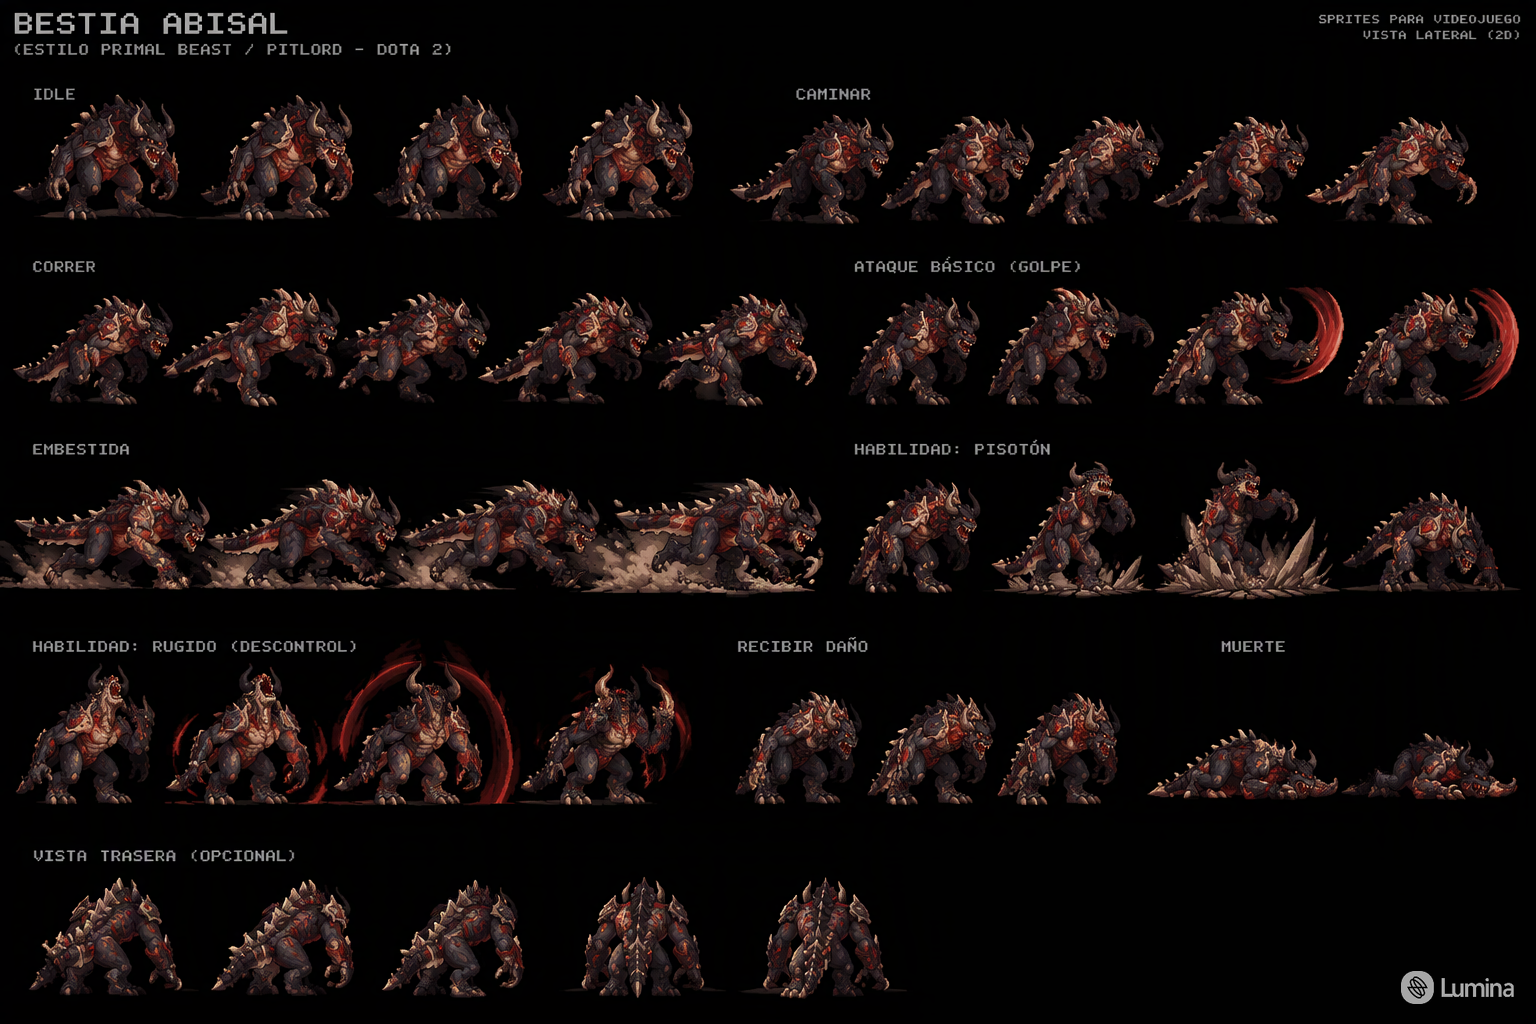 BESTIA ABISAL
(ESTILO PRIMAL BEAST / PITLORD - DOTA 2)
SPRITES PARA VIDEOJUEGO
VISTA LATERAL (2D)
IDLE
CAMINAR
CORRER
ATAQUE BÁSICO (GOLPE)
EMBESTIDA
HABILIDAD: PISOTÓN
HABILIDAD: RUGIDO (DESCONTROL)
RECIBIR DAÑO
MUERTE
VISTA TRASERA (OPCIONAL)
Lumina